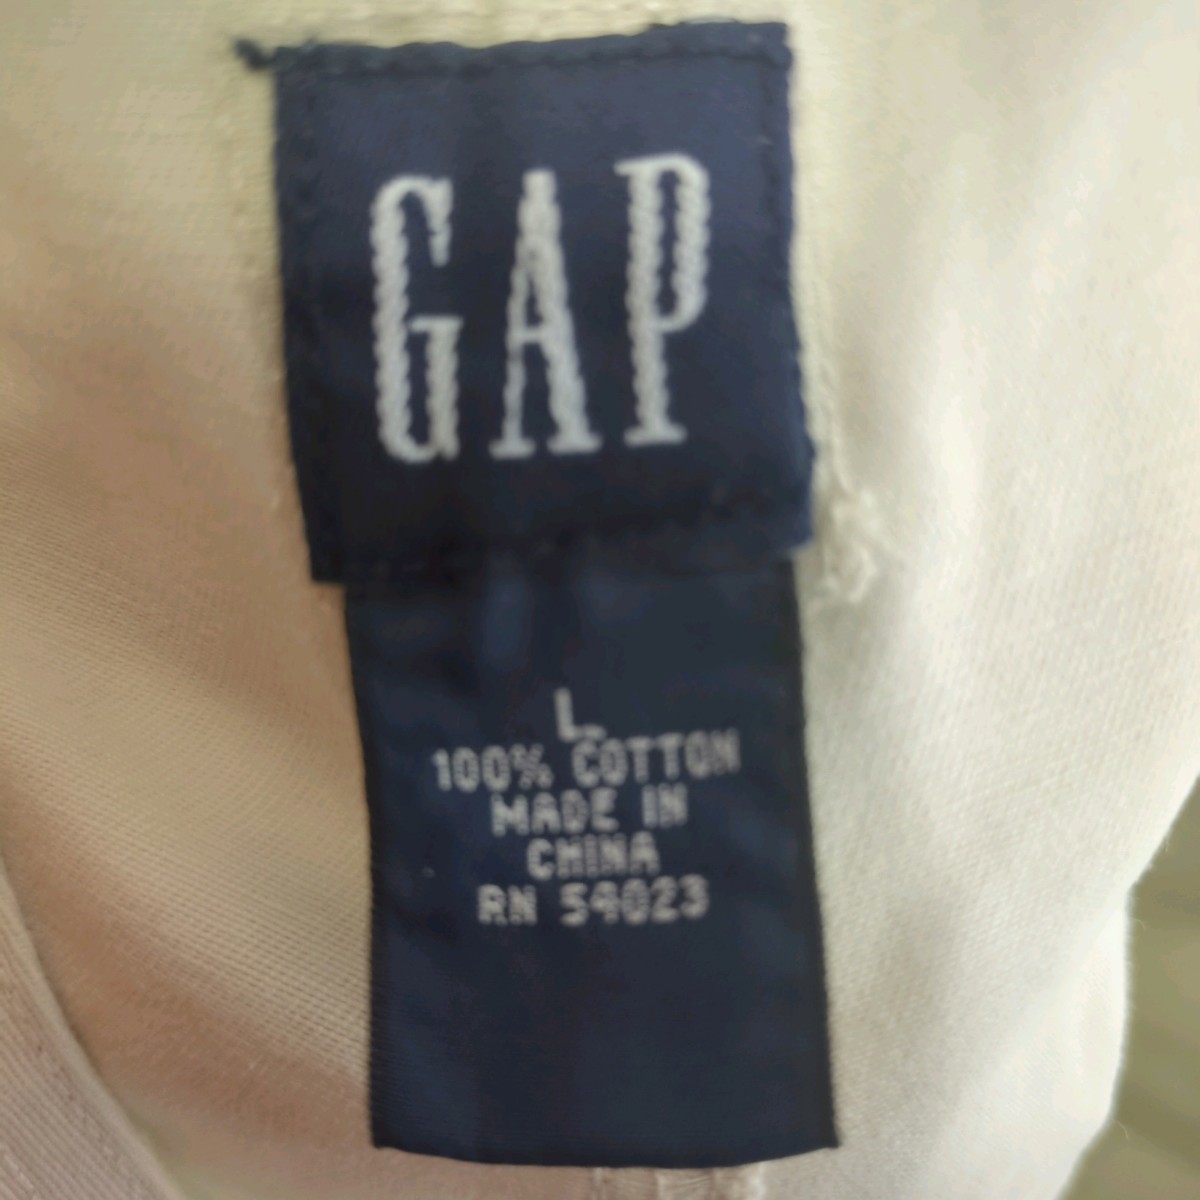 GAP
L
100% COTTON
MADE IN
CHINA
RN 54023